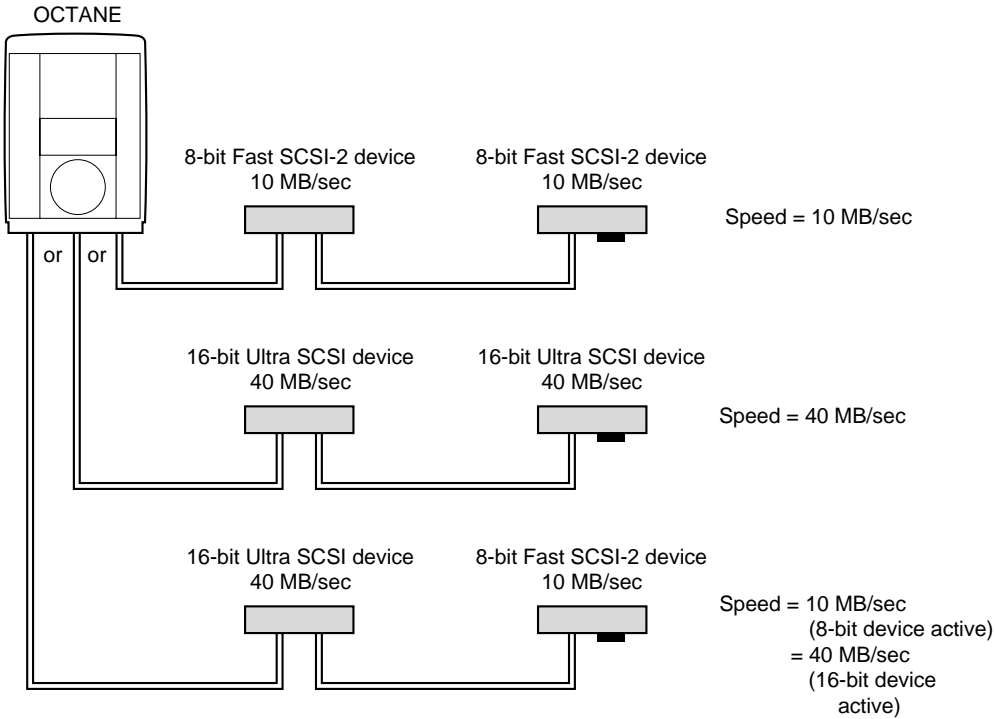 OCTANE
8-bit Fast SCSI-2 device
10 MB/sec
8-bit Fast SCSI-2 device
10 MB/sec
Speed = 10 MB/sec
or or
16-bit Ultra SCSI device
40 MB/sec
16-bit Ultra SCSI device
40 MB/sec
Speed = 40 MB/sec
16-bit Ultra SCSI device
40 MB/sec
8-bit Fast SCSI-2 device
10 MB/sec
Speed = 10 MB/sec
(8-bit device active)
= 40 MB/sec
(16-bit device
active)